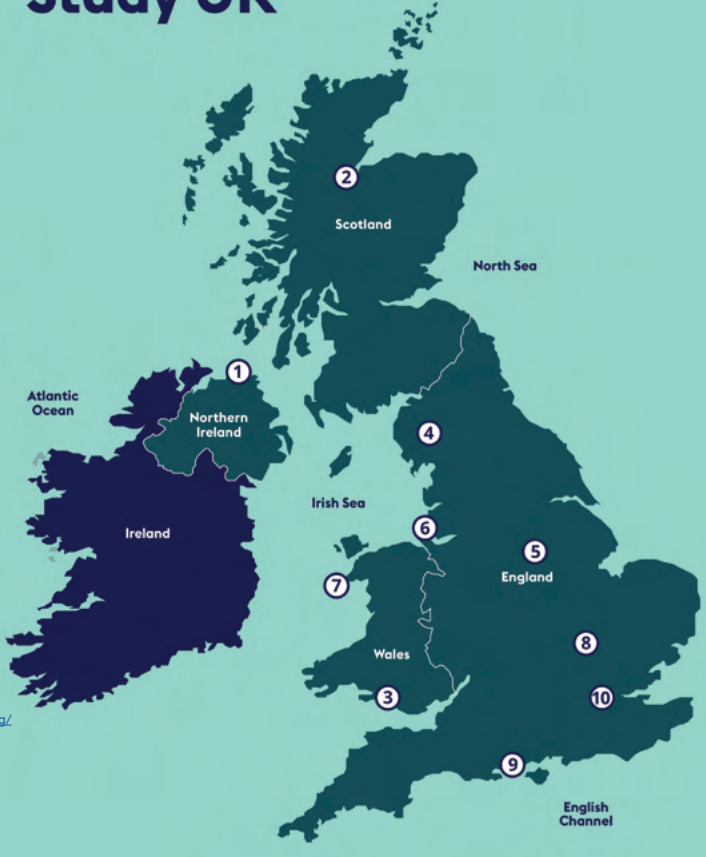 Study UK
2
Scotland
North Sea
1
Atlantic
Ocean
Northern
Ireland
4
Irish Sea
6
Ireland
5
England
7
8
Wales
3
10
g/
9
English
Channel